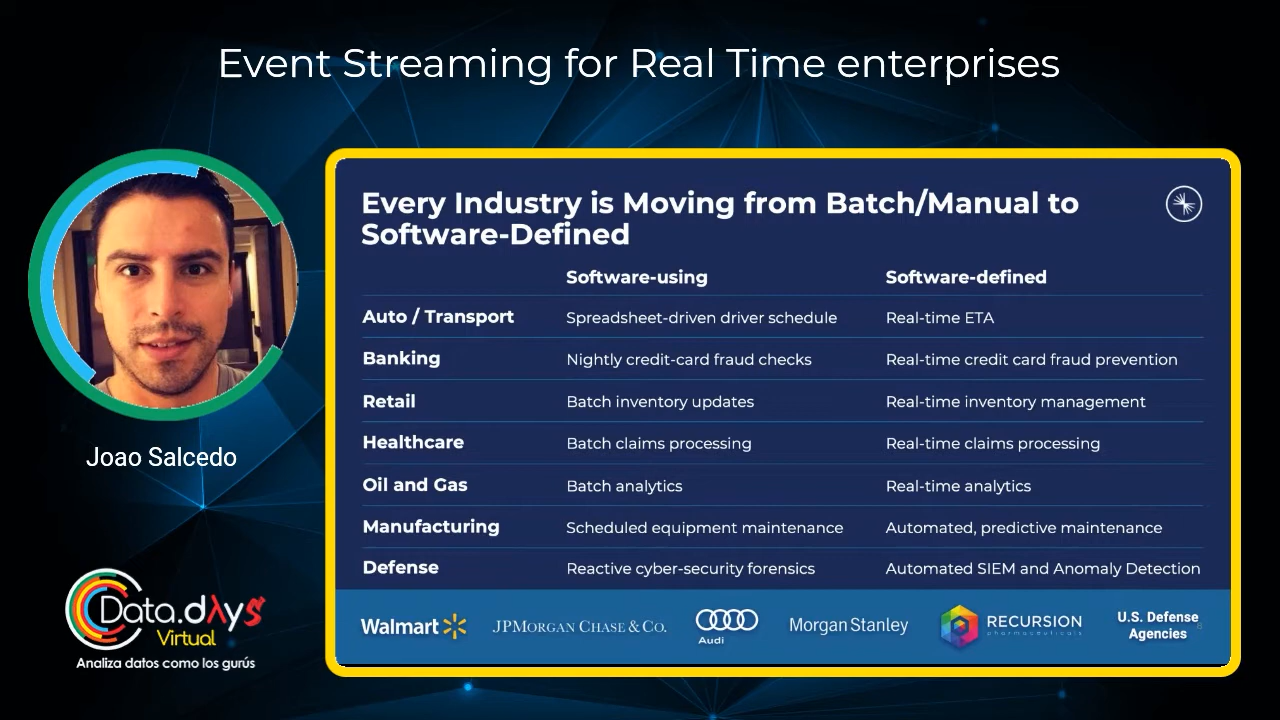 Event Streaming for Real Time enterprises
Every Industry is Moving from Batch/Manual to
Software-Defined
Software-using Software-defined
Auto / Transport Spreadsheet-driven driver schedule Real-time ETA
Banking Nightly credit-card fraud checks Real-time credit card fraud prevention
Retail Batch inventory updates Real-time inventory management
Healthcare Batch claims processing Real-time claims processing
Oil and Gas Batch analytics Real-time analytics
Manufacturing Scheduled equipment maintenance Automated, predictive maintenance
Defense Reactive cyber-security forensics Automated SIEM and Anomaly Detection
Walmart JPMORGAN CHASE & CO. Audi Morgan Stanley RECURSION pharmaceuticals U.S. Defense Agencies
Joao Salcedo
Data.dAyS
Virtual
Analiza datos como los gurús